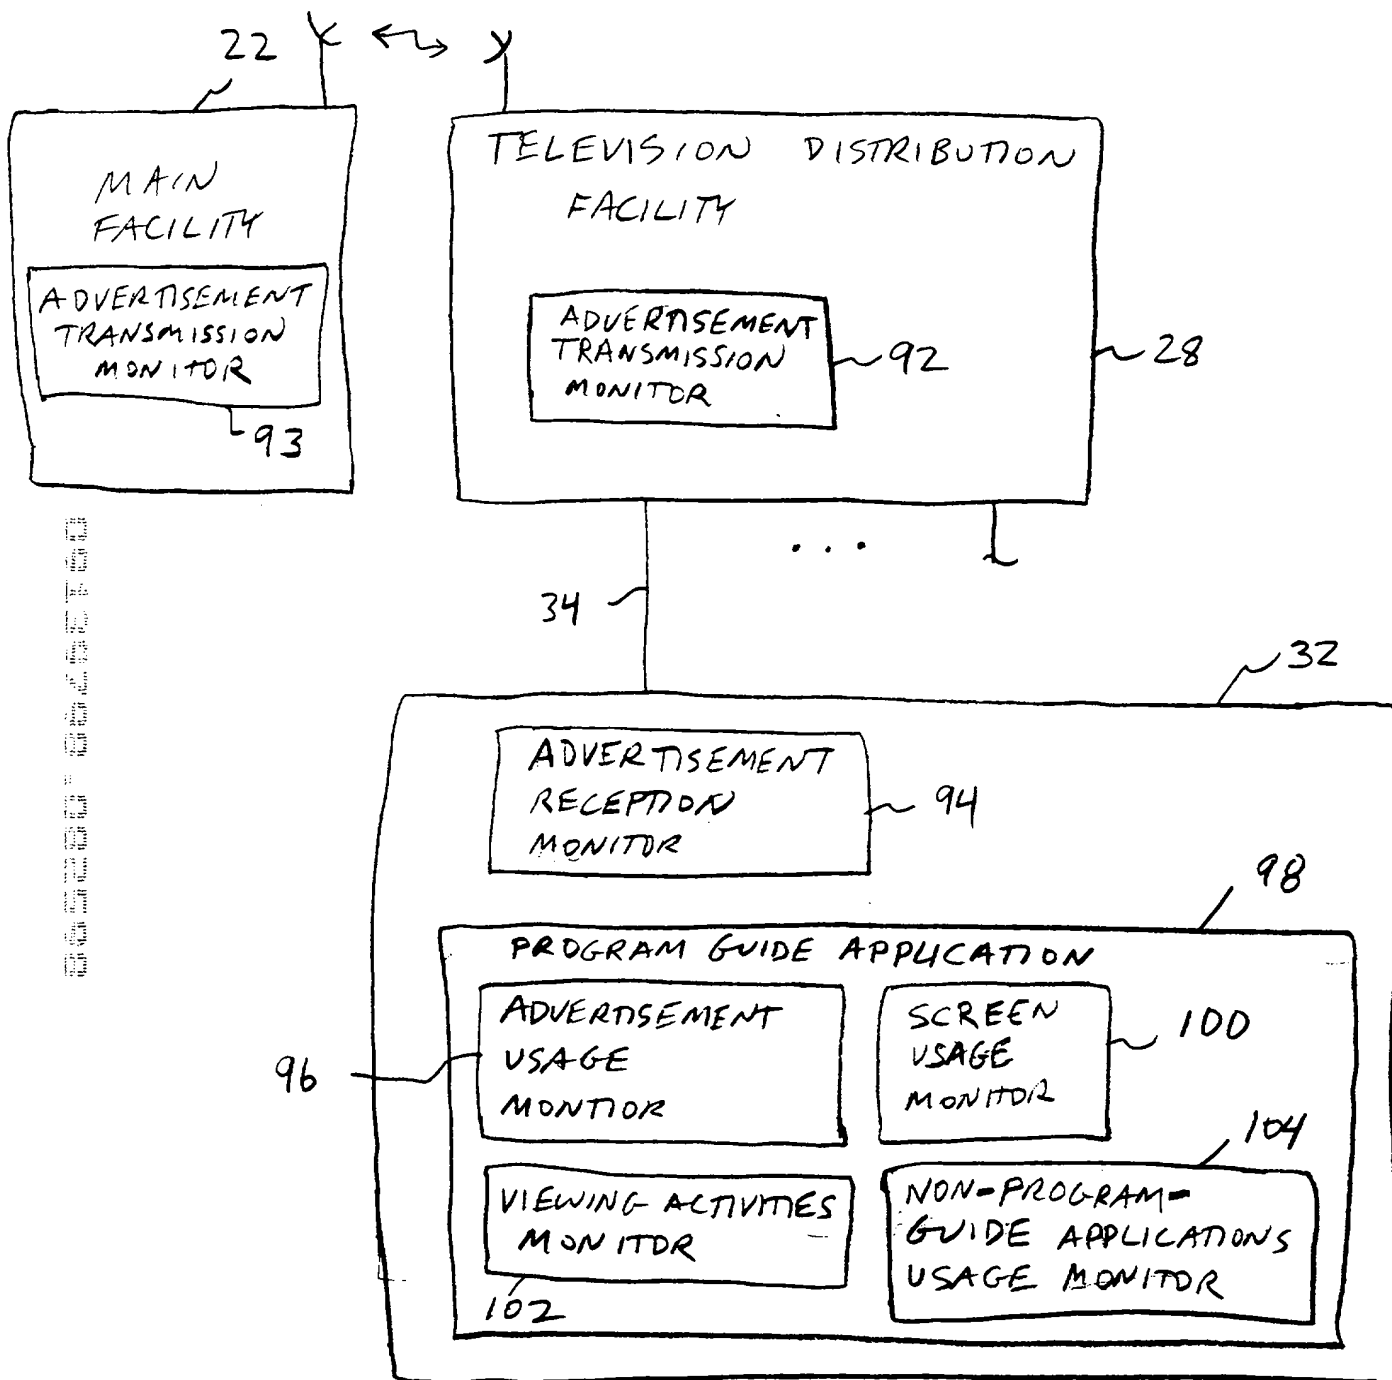 22
MAIN
FACILITY
ADVERTISEMENT
TRANSMISSION
MONITOR
93
TELEVISION DISTRIBUTION
FACILITY
ADVERTISEMENT
TRANSMISSION
MONITOR
92
28
...
34
32
ADVERTISEMENT
RECEPTION
MONITOR
94
98
PROGRAM GUIDE APPLICATION
ADVERTISEMENT
USAGE
MONTIOR
96
SCREEN
USAGE
MONITOR
100
104
VIEWING ACTIVITIES
MONITOR
102
NON-PROGRAM-
GUIDE APPLICATIONS
USAGE MONITOR